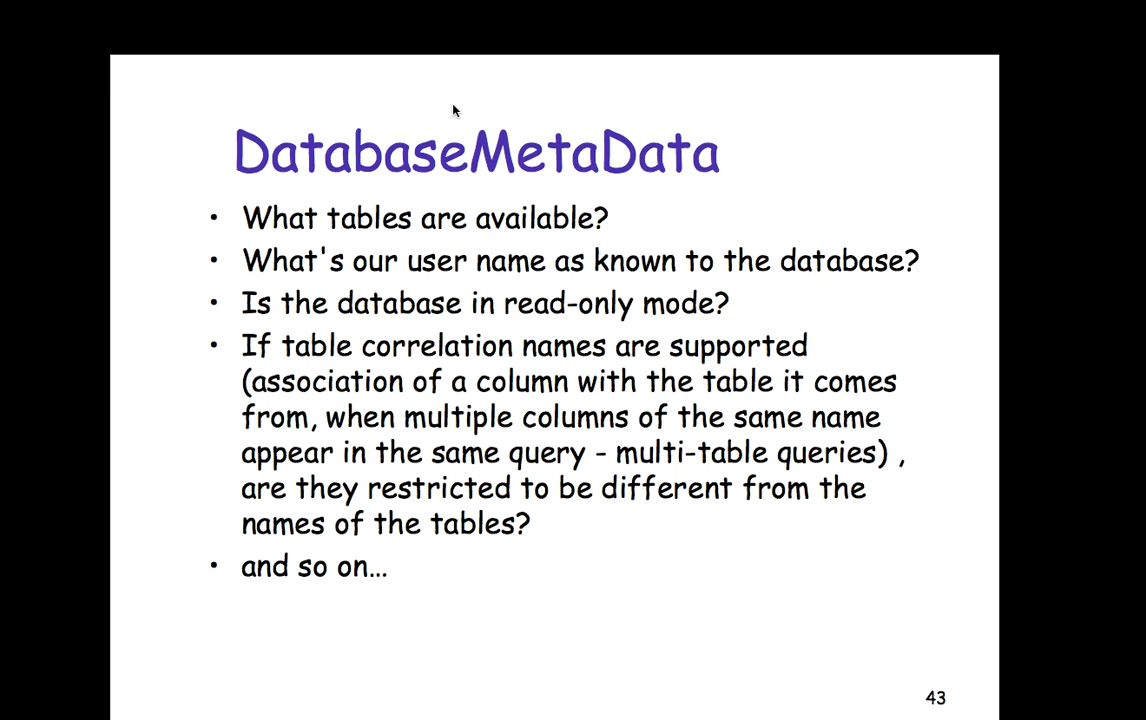 DatabaseMetaData
• What tables are available?
• What's our user name as known to the database?
• Is the database in read-only mode?
• If table correlation names are supported
(association of a column with the table it comes
from, when multiple columns of the same name
appear in the same query - multi-table queries) ,
are they restricted to be different from the
names of the tables?
• and so on…
43